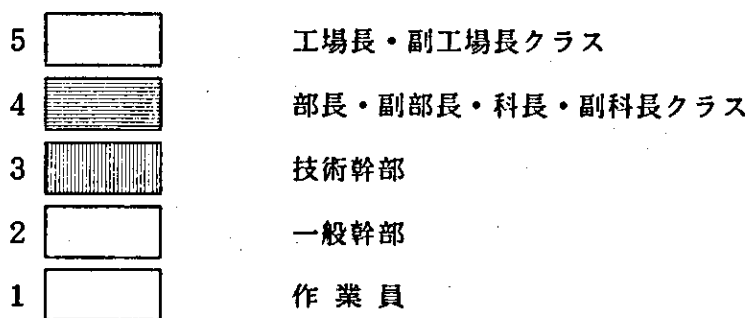 5 工場長・副工場長クラス
4 部長・副部長・科長・副科長クラス
3 技術幹部
2 一般幹部
1 作業員